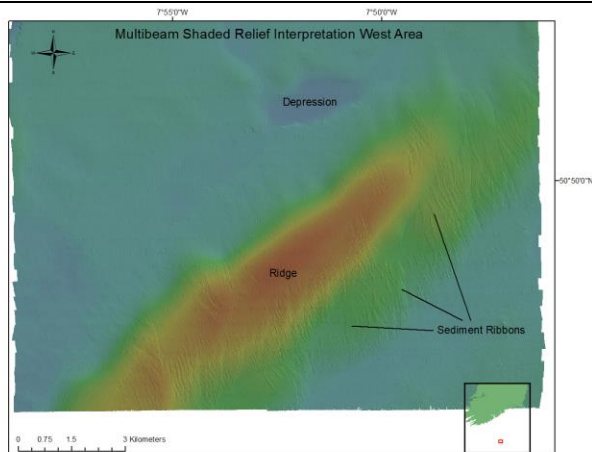 7°55'0"W
7°50'0"W
Multibeam Shaded Relief Interpretation West Area
N
W
E
S
Depression
50°50'0"N
Ridge
Sediment Ribbons
0 0.75 1.5 3 Kilometers